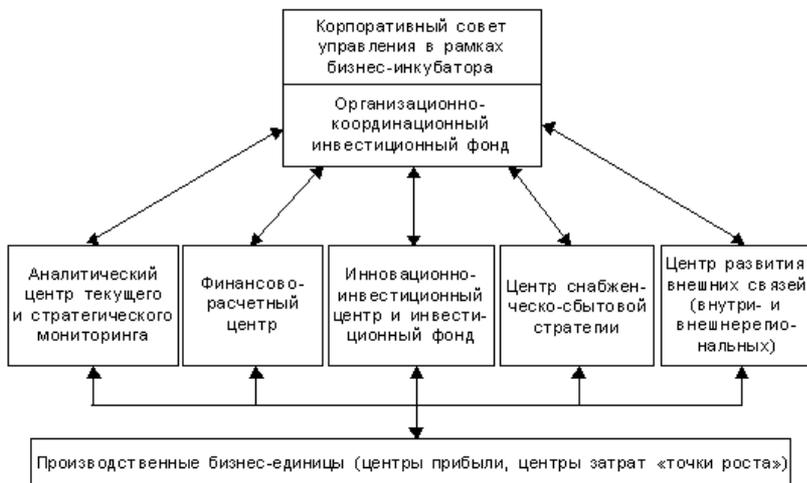 Корпоративный совет
управления в рамках
бизнес-инкубатора
Организационно-
координационный
инвестиционный фонд
Аналитический
центр текущего
и стратегического
мониторинга
Финансово-
расчетный
центр
Инновационно-
инвестиционный
центр и инвести-
ционный фонд
Центр снабжен-
ческо-сбытовой
стратегии
Центр развития
внешних связей
(внутри- и
внешнерегио-
нальных)
Производственные бизнес-единицы (центры прибыли, центры затрат «точки роста»)